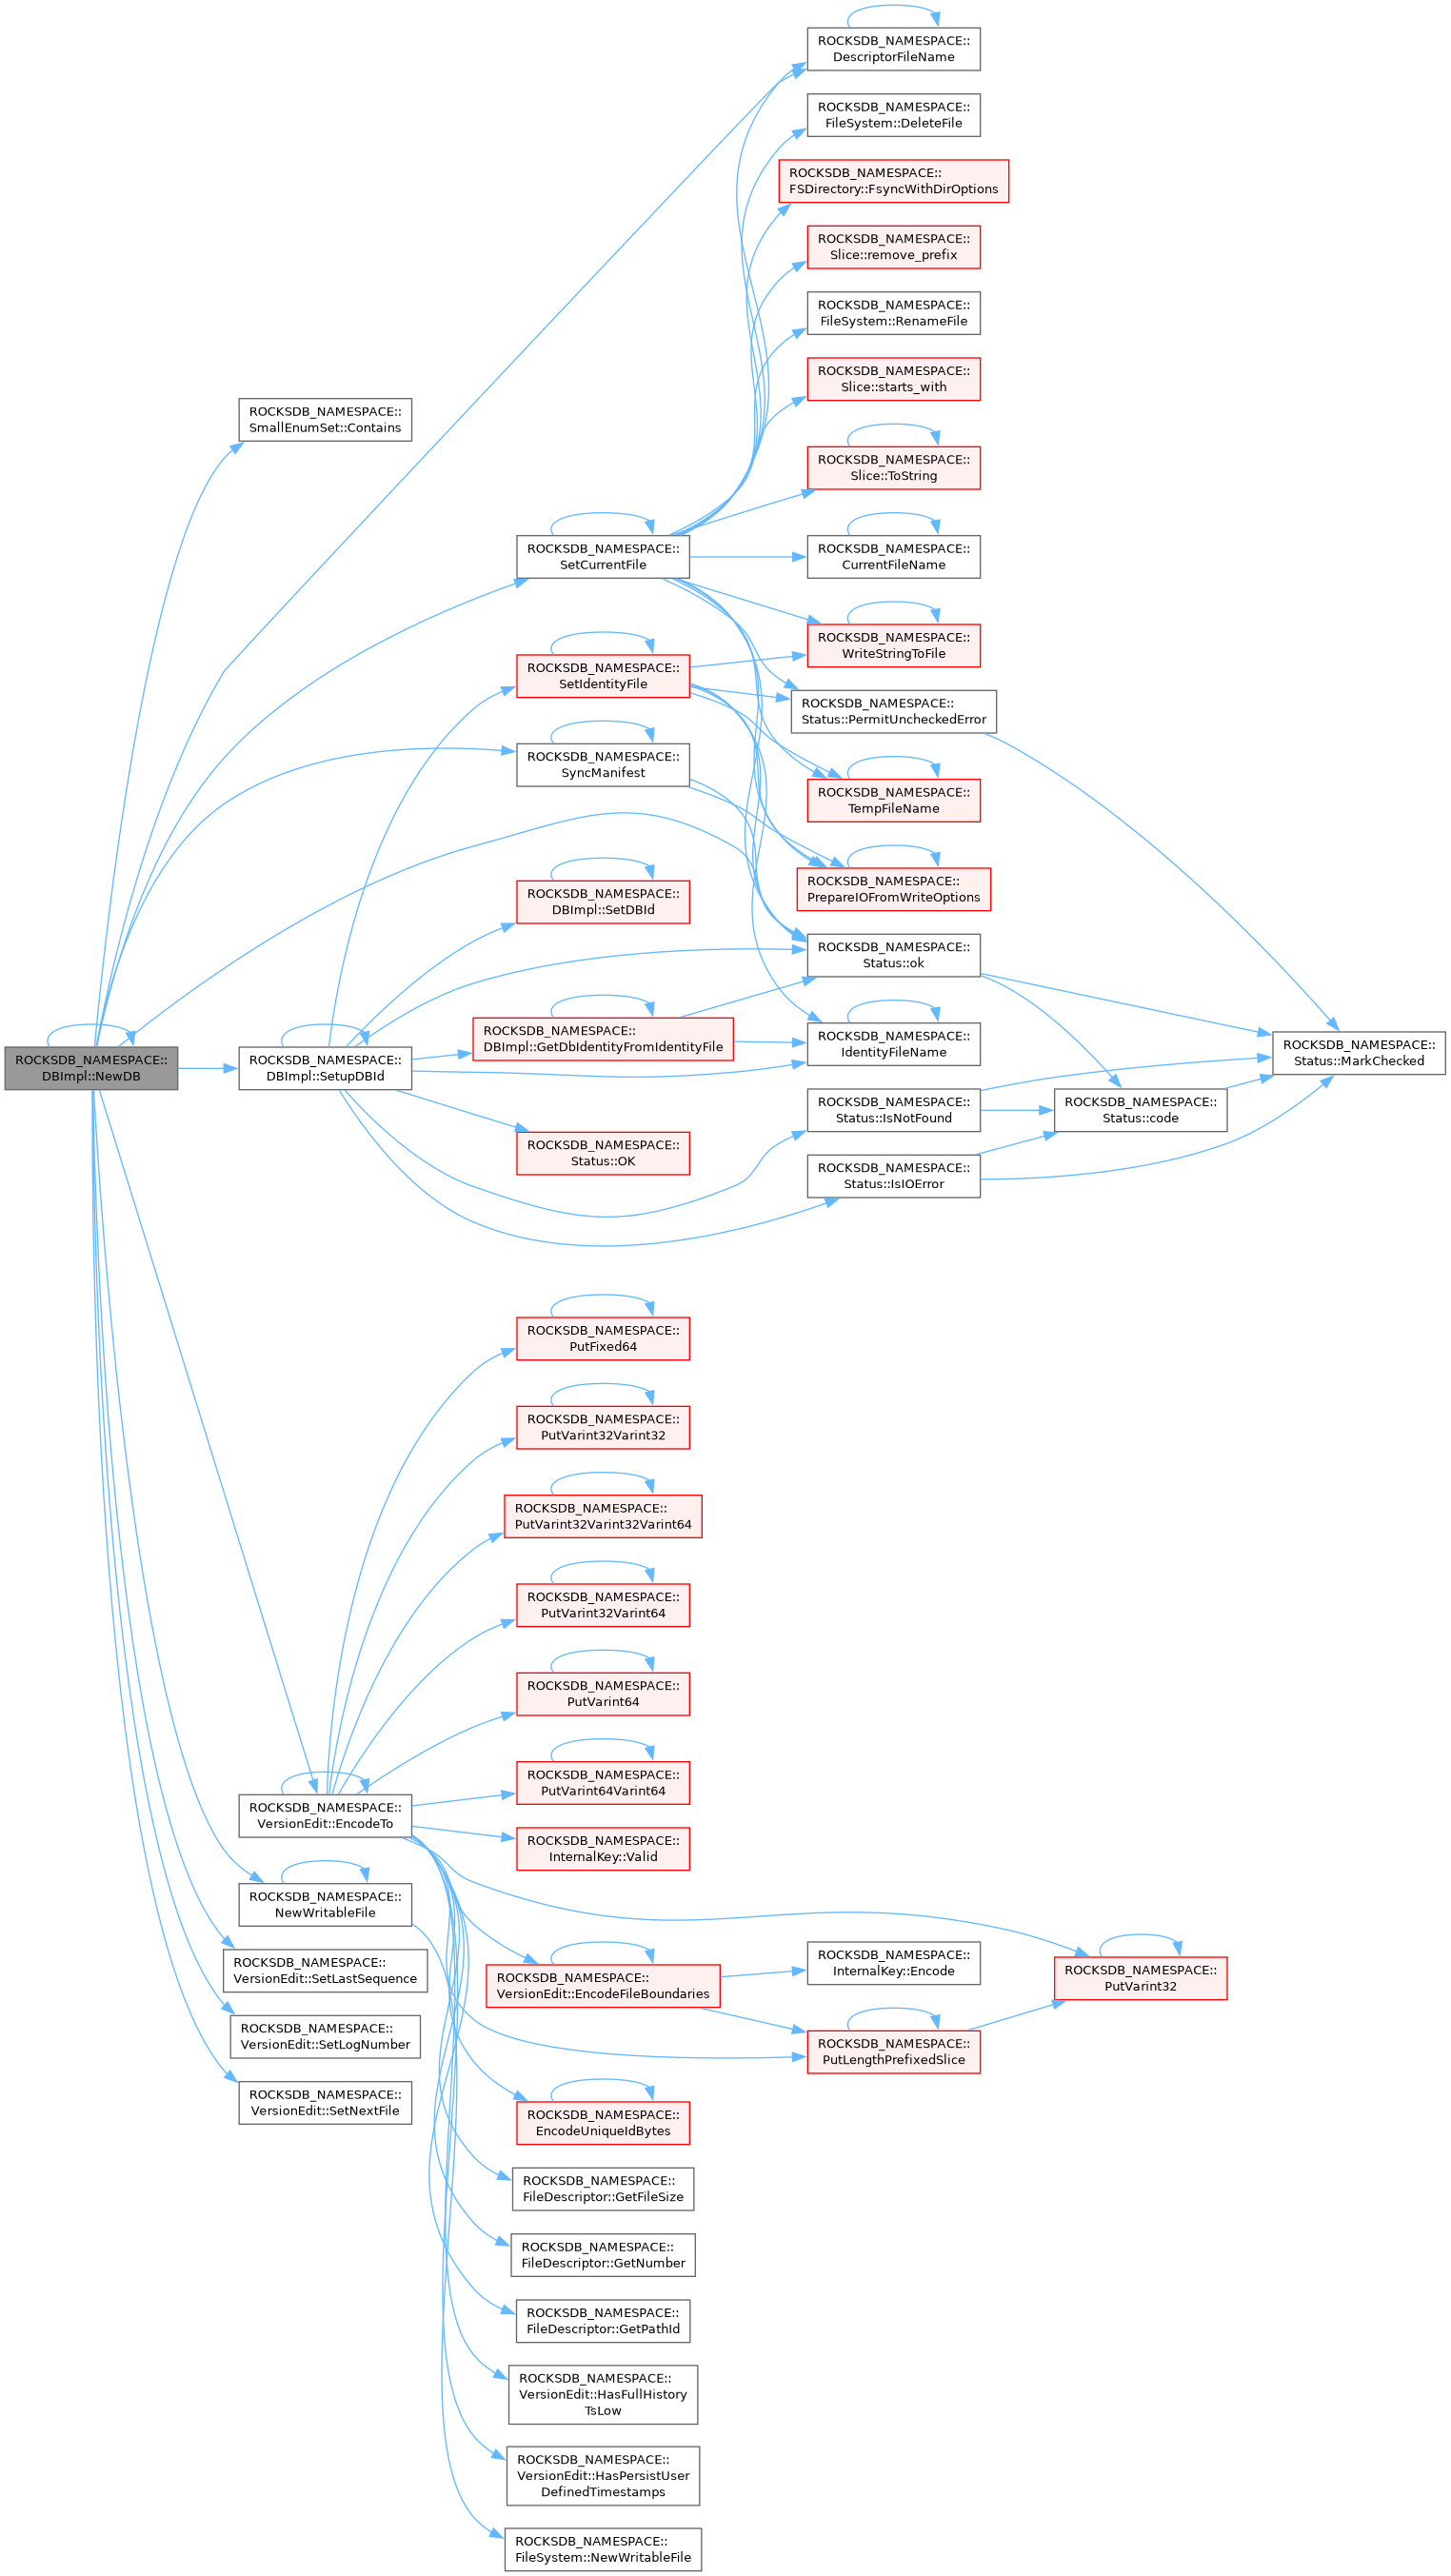 ROCKSDB_NAMESPACE::
DescriptorFileName
ROCKSDB_NAMESPACE::
FileSystem::DeleteFile
ROCKSDB_NAMESPACE::
FSDirectory::FsyncWithDirOptions
ROCKSDB_NAMESPACE::
Slice::remove_prefix
ROCKSDB_NAMESPACE::
FileSystem::RenameFile
ROCKSDB_NAMESPACE::
Slice::starts_with
ROCKSDB_NAMESPACE::
SmallEnumSet::Contains
ROCKSDB_NAMESPACE::
Slice::ToString
ROCKSDB_NAMESPACE::
SetCurrentFile
ROCKSDB_NAMESPACE::
CurrentFileName
ROCKSDB_NAMESPACE::
WriteStringToFile
ROCKSDB_NAMESPACE::
SetIdentityFile
ROCKSDB_NAMESPACE::
Status::PermitUncheckedError
ROCKSDB_NAMESPACE::
SyncManifest
ROCKSDB_NAMESPACE::
TempFileName
ROCKSDB_NAMESPACE::
DBImpl::SetDBId
ROCKSDB_NAMESPACE::
PrepareIOFromWriteOptions
ROCKSDB_NAMESPACE::
Status::ok
ROCKSDB_NAMESPACE::
DBImpl::GetDbIdentityFromIdentityFile
ROCKSDB_NAMESPACE::
IdentityFileName
ROCKSDB_NAMESPACE::
Status::MarkChecked
ROCKSDB_NAMESPACE::
DBImpl::NewDB
ROCKSDB_NAMESPACE::
DBImpl::SetupDBId
ROCKSDB_NAMESPACE::
Status::IsNotFound
ROCKSDB_NAMESPACE::
Status::code
ROCKSDB_NAMESPACE::
Status::OK
ROCKSDB_NAMESPACE::
Status::IsIOError
ROCKSDB_NAMESPACE::
PutFixed64
ROCKSDB_NAMESPACE::
PutVarint32Varint32
ROCKSDB_NAMESPACE::
PutVarint32Varint32Varint64
ROCKSDB_NAMESPACE::
PutVarint32Varint64
ROCKSDB_NAMESPACE::
PutVarint64
ROCKSDB_NAMESPACE::
PutVarint64Varint64
ROCKSDB_NAMESPACE::
VersionEdit::EncodeTo
ROCKSDB_NAMESPACE::
InternalKey::Valid
ROCKSDB_NAMESPACE::
NewWritableFile
ROCKSDB_NAMESPACE::
VersionEdit::SetLastSequence
ROCKSDB_NAMESPACE::
VersionEdit::EncodeFileBoundaries
ROCKSDB_NAMESPACE::
InternalKey::Encode
ROCKSDB_NAMESPACE::
PutVarint32
ROCKSDB_NAMESPACE::
VersionEdit::SetLogNumber
ROCKSDB_NAMESPACE::
PutLengthPrefixedSlice
ROCKSDB_NAMESPACE::
VersionEdit::SetNextFile
ROCKSDB_NAMESPACE::
EncodeUniqueIdBytes
ROCKSDB_NAMESPACE::
FileDescriptor::GetFileSize
ROCKSDB_NAMESPACE::
FileDescriptor::GetNumber
ROCKSDB_NAMESPACE::
FileDescriptor::GetPathId
ROCKSDB_NAMESPACE::
VersionEdit::HasFullHistory
TsLow
ROCKSDB_NAMESPACE::
VersionEdit::HasPersistUser
DefinedTimestamps
ROCKSDB_NAMESPACE::
FileSystem::NewWritableFile